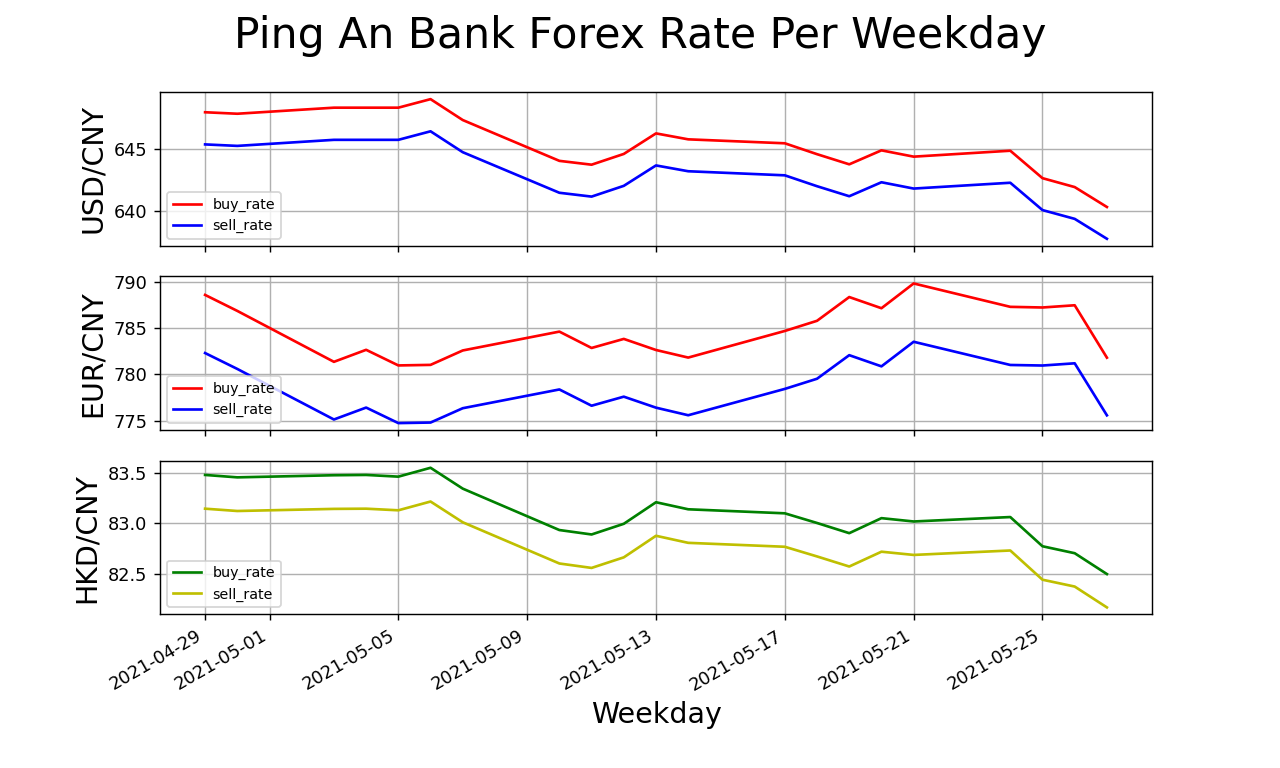 Ping An Bank Forex Rate Per Weekday
USD/CNY
645
640
buy_rate
sell_rate
EUR/CNY
790
785
780
775
buy_rate
sell_rate
HKD/CNY
83.5
83.0
82.5
buy_rate
sell_rate
2021-04-29
2021-05-01
2021-05-05
2021-05-09
2021-05-13
2021-05-17
2021-05-21
2021-05-25
Weekday